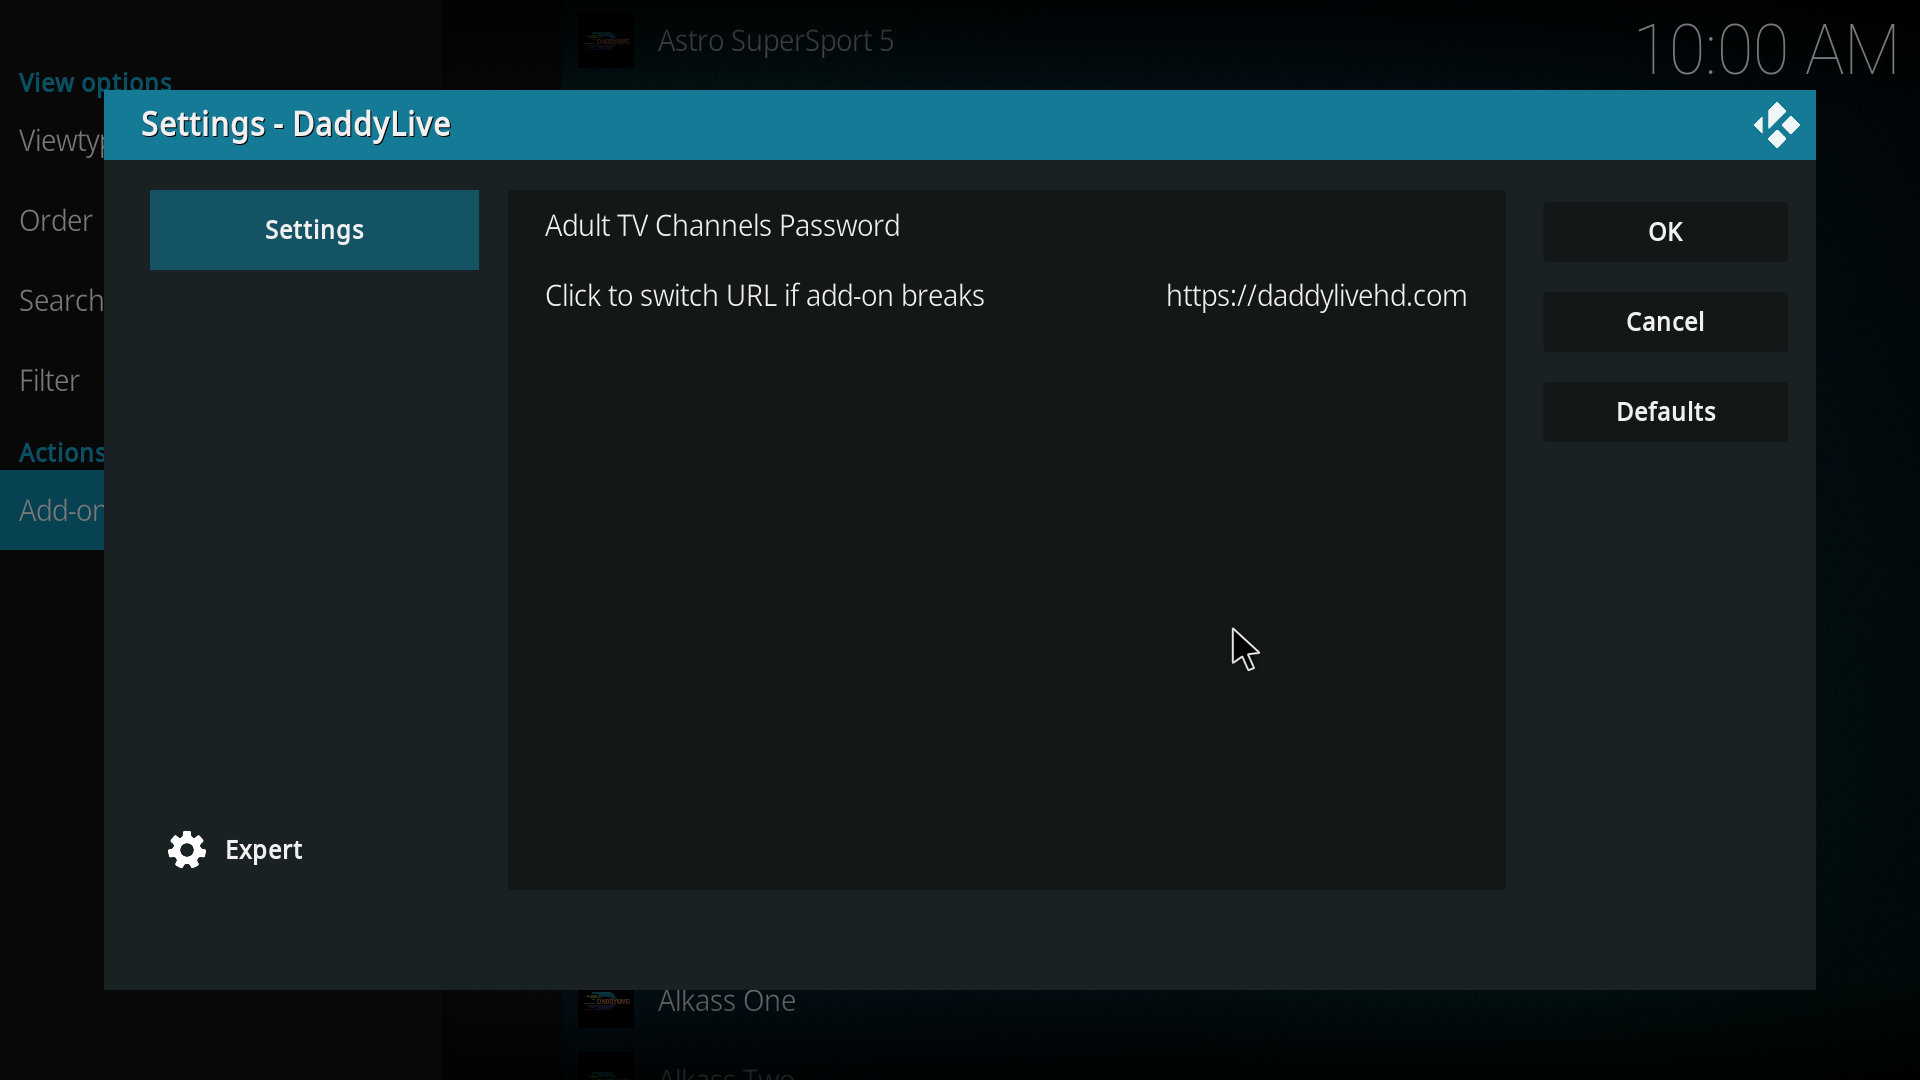 Astro SuperSport 5
10:00 AM
View options
Settings - DaddyLive
Viewtyp
Settings
Adult TV Channels Password
OK
Order
Click to switch URL if add-on breaks
https://daddylivehd.com
Search
Cancel
Filter
Defaults
Actions
Add-on
Expert
Alkass One
Alkass Two